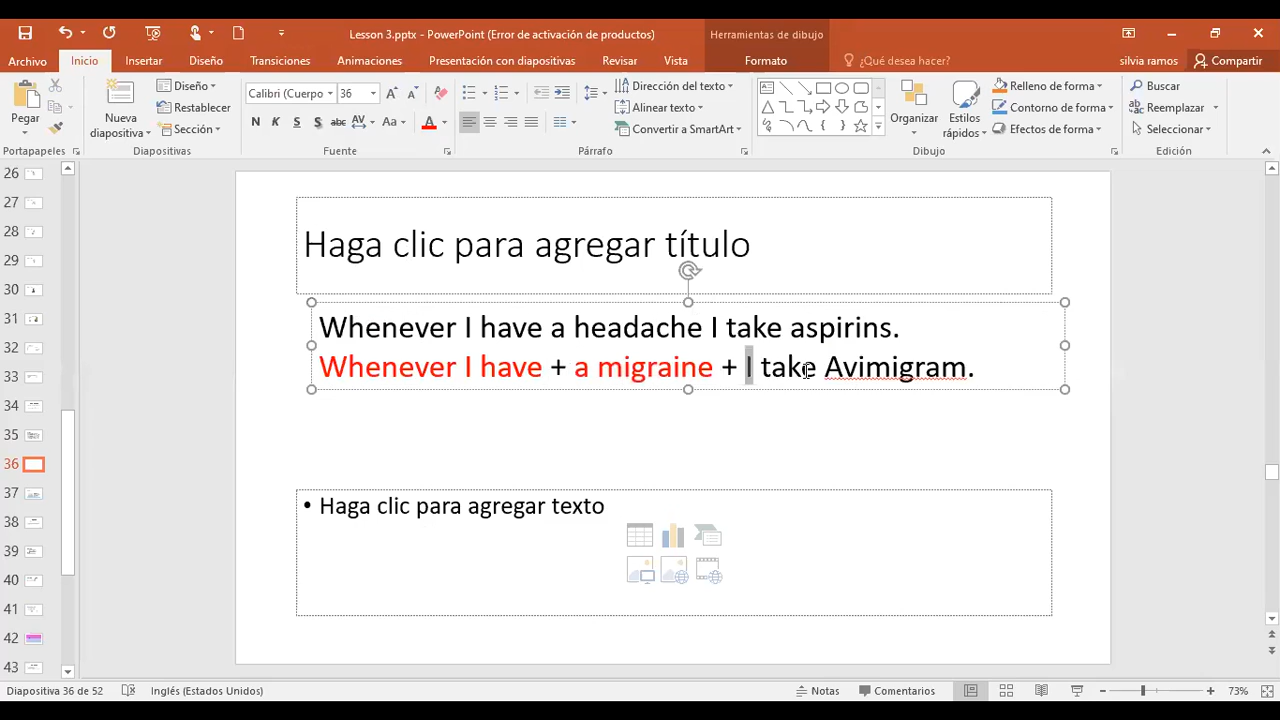 Lesson 3.pptx - PowerPoint (Error de activación de productos)
Herramientas de dibujo
Archivo Inicio Insertar Diseño Transiciones Animaciones Presentación con diapositivas Revisar Vista Formato ¿Qué desea hacer? silvia ramos Compartir
Pegar
Nueva diapositiva
Diseño
Restablecer
Sección
Calibri (Cuerpo) 36
N K S S abc AV Aa A
Dirección del texto
Alinear texto
Convertir a SmartArt
Organizar
Estilos rápidos
Relleno de forma
Contorno de forma
Efectos de forma
Buscar
Reemplazar
Seleccionar
Portapapeles Diapositivas Fuente Párrafo Dibujo Edición
26
27
28
29
30
31
32
33
34
35
36
37
38
39
40
41
42
43
Haga clic para agregar título
Whenever I have a headache I take aspirins.
Whenever I have + a migraine + I take Avimigram.
• Haga clic para agregar texto
Diapositiva 36 de 52 Inglés (Estados Unidos) Notas Comentarios 73%